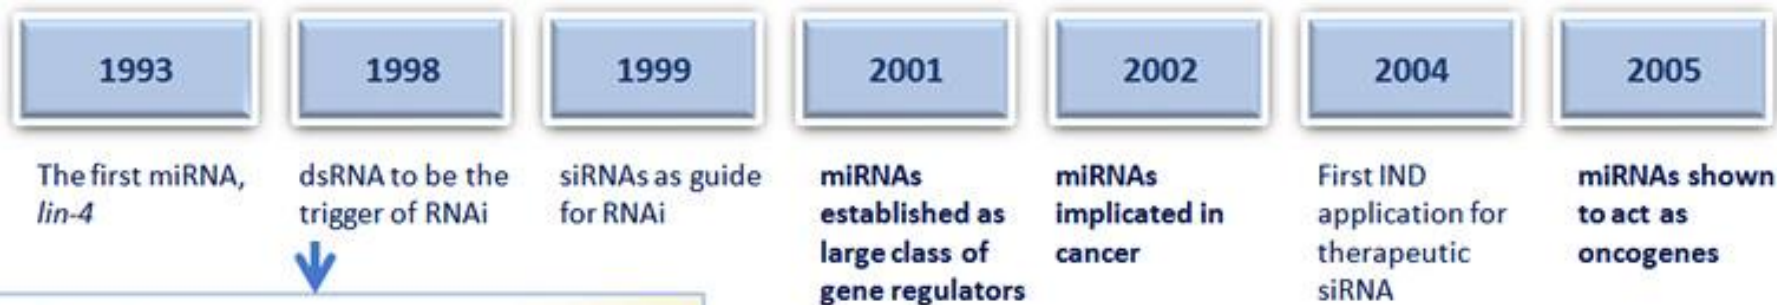 1993
1998
1999
2001
2002
2004
2005
The first miRNA,
lin-4
dsRNA to be the
trigger of RNAi
siRNAs as guide
for RNAi
miRNAs
established as
large class of
gene regulators
miRNAs
implicated in
cancer
First IND
application for
therapeutic
siRNA
miRNAs shown
to act as
oncogenes